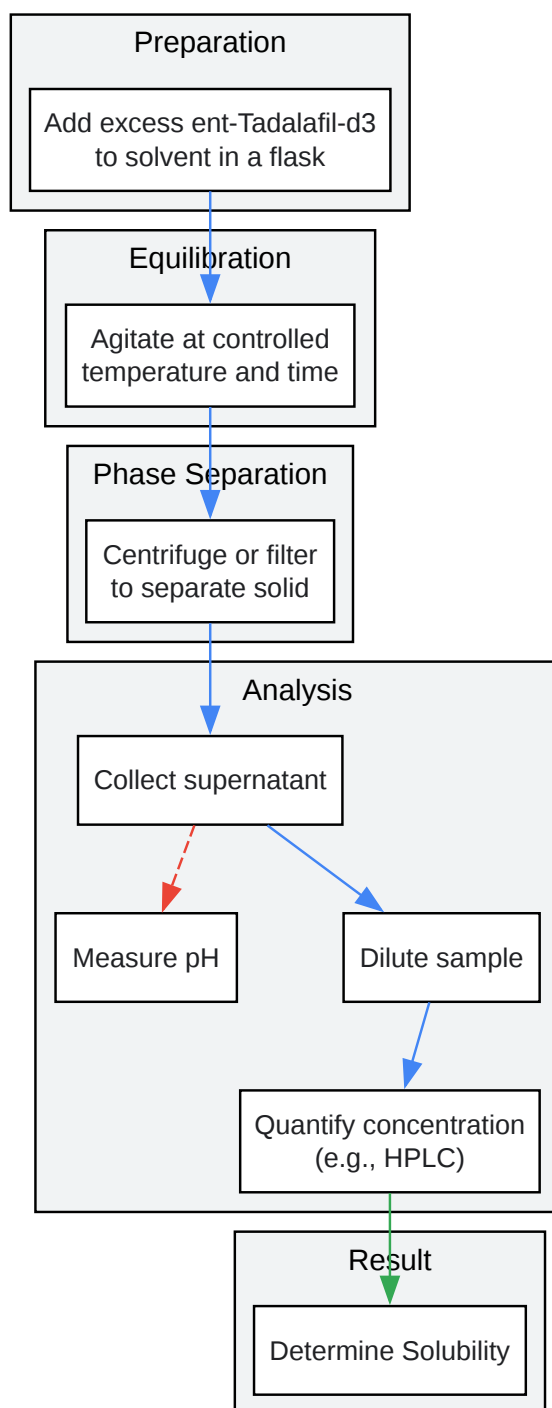 Preparation
Add excess ent-Tadalafil-d3
to solvent in a flask
Equilibration
Agitate at controlled
temperature and time
Phase Separation
Centrifuge or filter
to separate solid
Analysis
Collect supernatant
Measure pH
Dilute sample
Quantify concentration
(e.g., HPLC)
Result
Determine Solubility